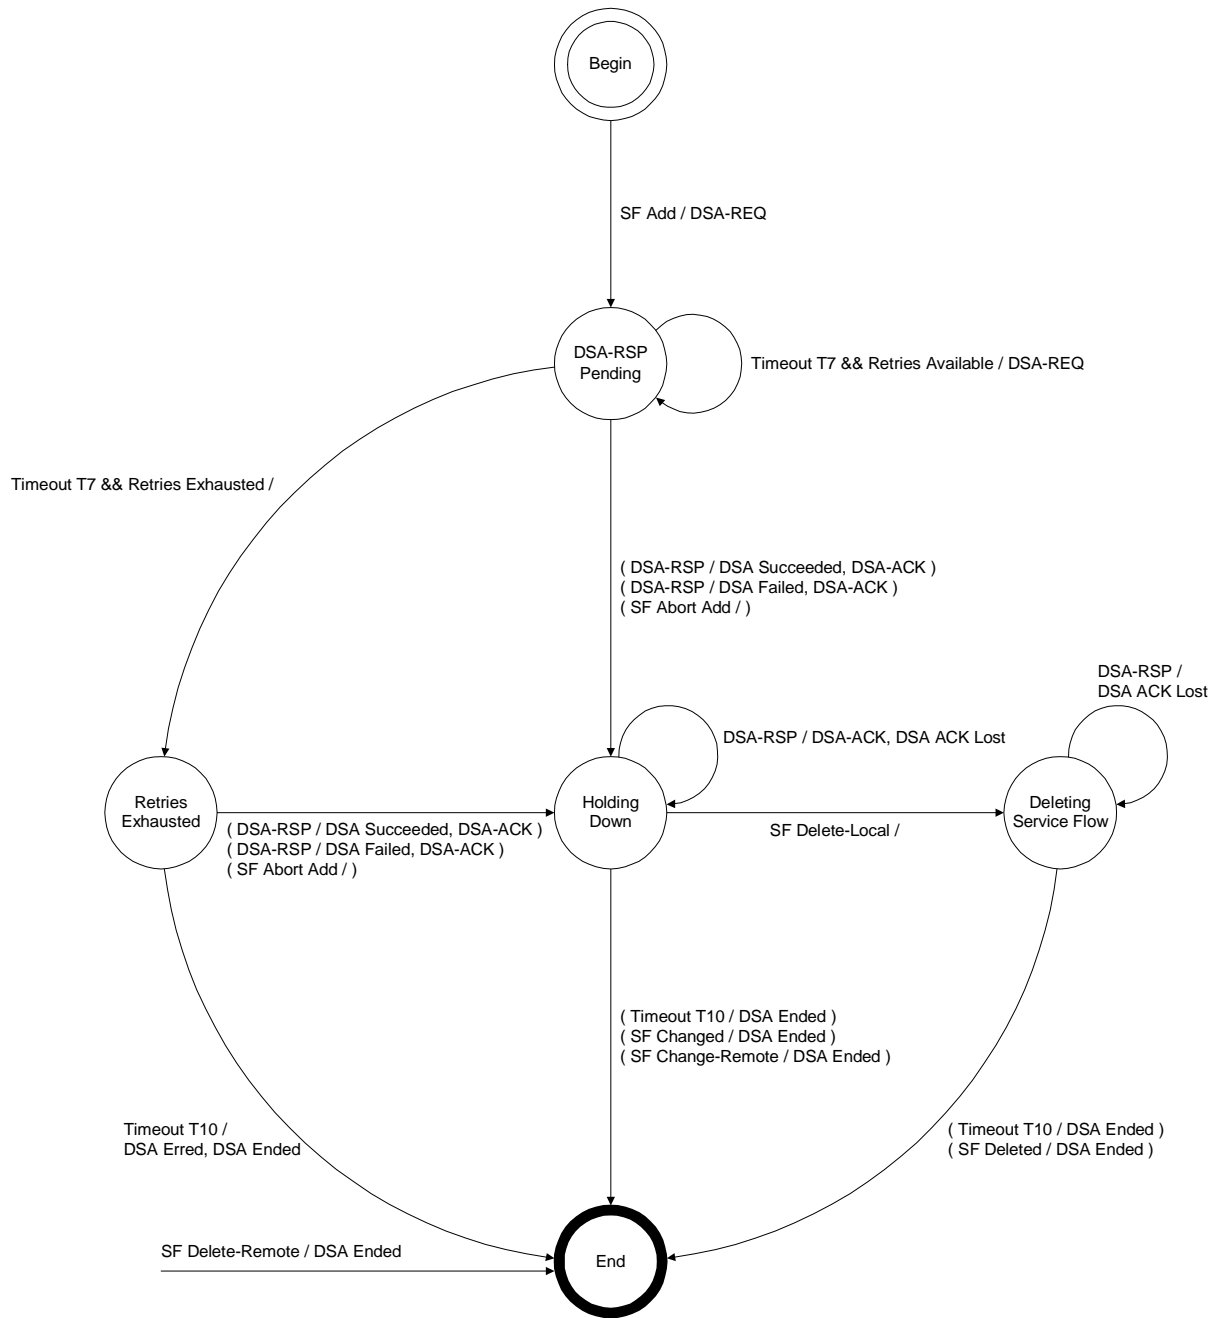 Begin
SF Add / DSA-REQ
DSA-RSP
Pending
Timeout T7 && Retries Available / DSA-REQ
Timeout T7 && Retries Exhausted /
( DSA-RSP / DSA Succeeded, DSA-ACK )
( DSA-RSP / DSA Failed, DSA-ACK )
( SF Abort Add / )
DSA-RSP /
DSA ACK Lost
DSA-RSP / DSA-ACK, DSA ACK Lost
Retries
Exhausted
Holding
Down
Deleting
Service Flow
( DSA-RSP / DSA Succeeded, DSA-ACK )
( DSA-RSP / DSA Failed, DSA-ACK )
( SF Abort Add / )
SF Delete-Local /
( Timeout T10 / DSA Ended )
( SF Changed / DSA Ended )
( SF Change-Remote / DSA Ended )
Timeout T10 /
DSA Erred, DSA Ended
( Timeout T10 / DSA Ended )
( SF Deleted / DSA Ended )
SF Delete-Remote / DSA Ended
End